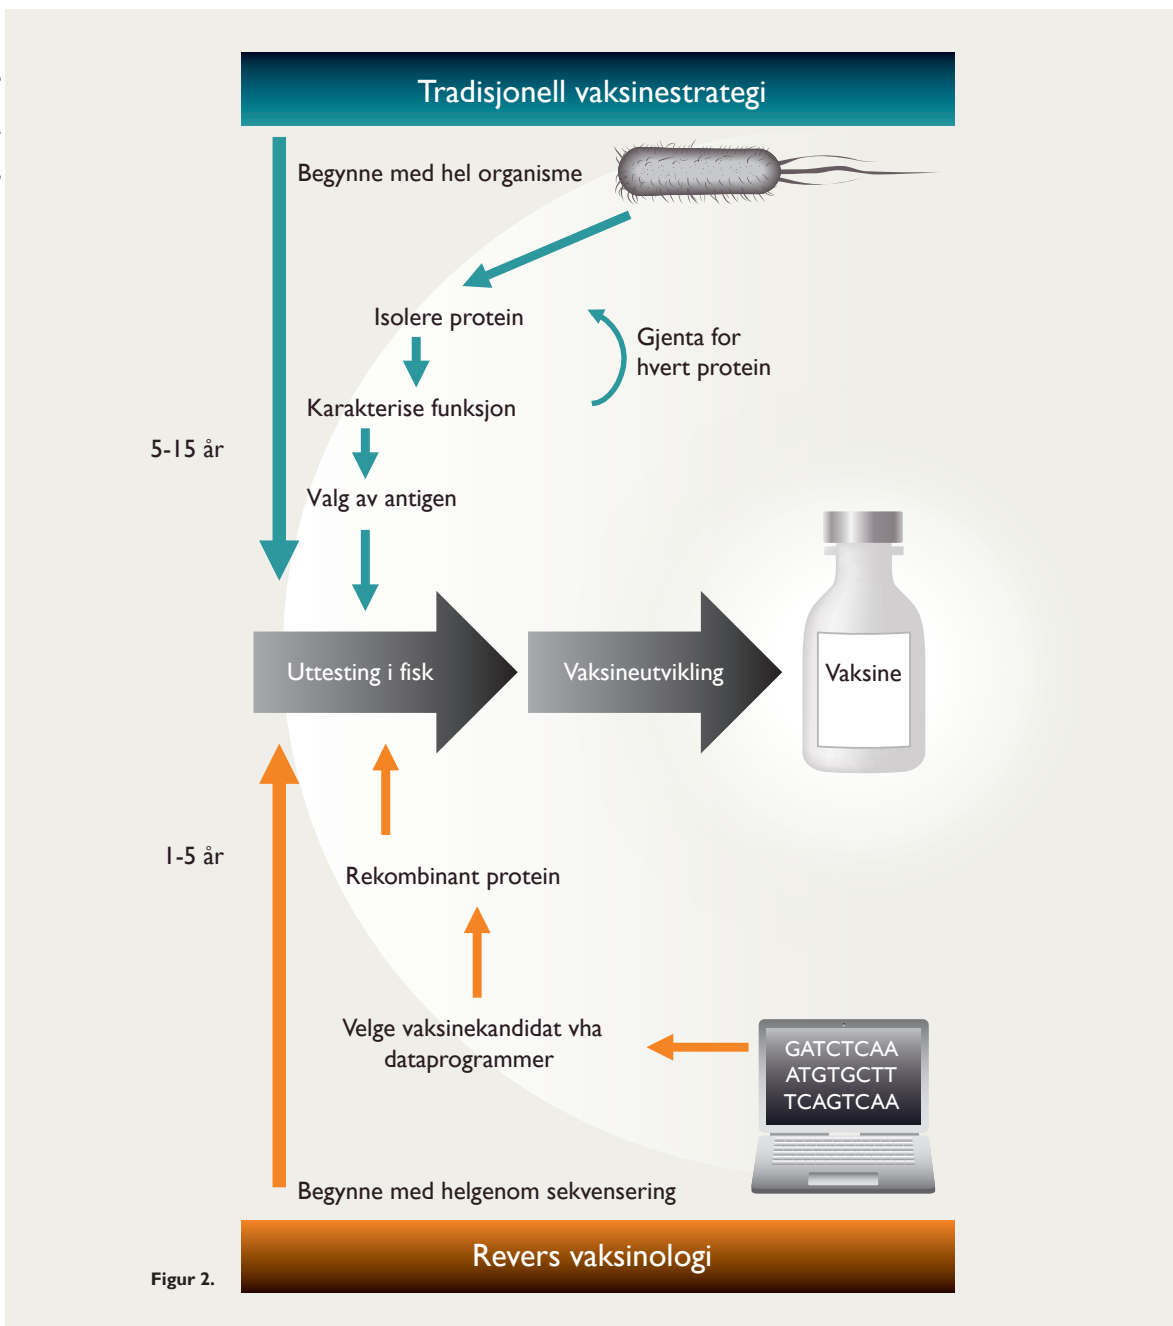 Tradisjonell vaksinestrategi
Begynne med hel organisme
Isolere protein
Gjenta for
hvert protein
Karakterise funksjon
5-15 år
Valg av antigen
Uttesting i fisk
Vaksineutvikling
Vaksine
1-5 år
Rekombinant protein
Velge vaksinekandidat vha
dataprogrammer
GATCTCAA
ATGTGCTT
TCAGTCAA
Begynne med helgenom sekvensering
Revers vaksinologi
Figur 2.